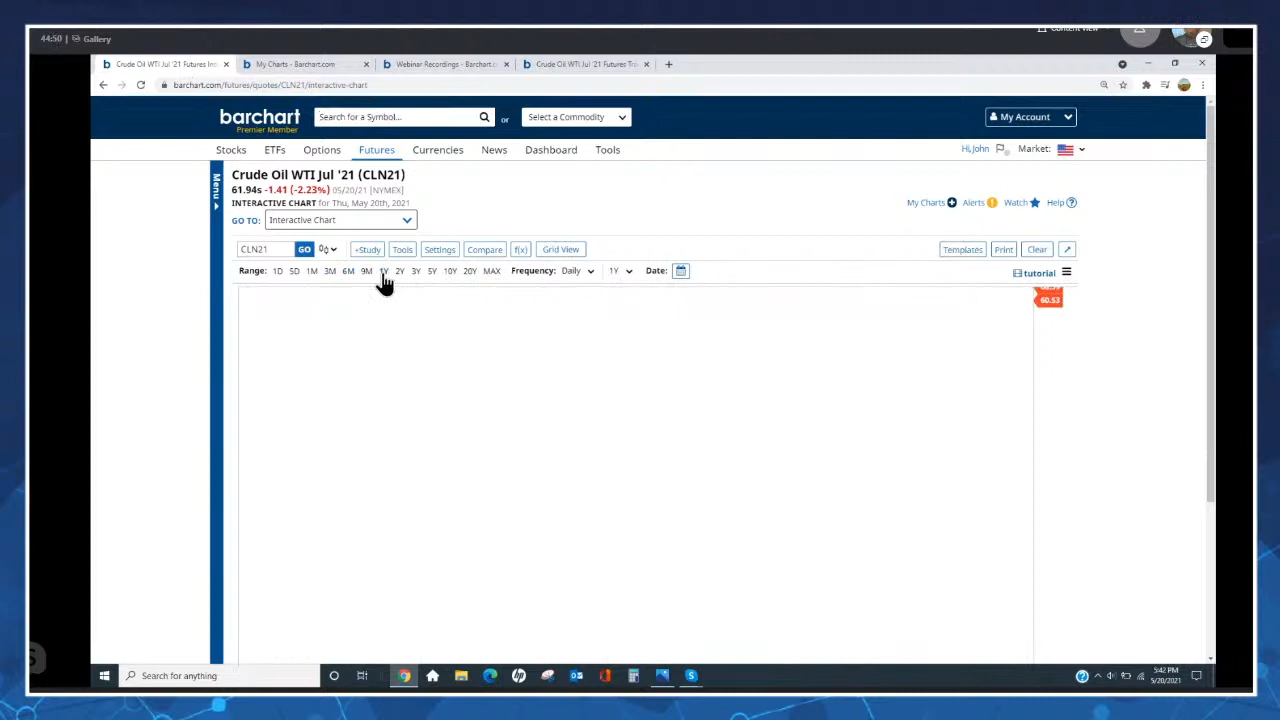 44:50 | Gallery
Content view
Crude Oil WTI Jul '21 Futures Int
My Charts - Barchart.com
Webinar Recordings - Barchart.c
Crude Oil WTI Jul '21 Futures Tra
barchart.com/futures/quotes/CLN21/interactive-chart
barchart
Premier Member
Search for a Symbol...
or
Select a Commodity
My Account
Stocks ETFs Options Futures Currencies News Dashboard Tools
Hi, John
Market:
Menu
Crude Oil WTI Jul '21 (CLN21)
61.94s -1.41 (-2.23%) 05/20/21 [NYMEX]
INTERACTIVE CHART for Thu, May 20th, 2021
My Charts Alerts Watch Help
GO TO: Interactive Chart
CLN21 GO +Study Tools Settings Compare f(x) Grid View Templates Print Clear
Range: 1D 5D 1M 3M 6M 9M 1Y 2Y 3Y 5Y 10Y 20Y MAX Frequency: Daily 1Y Date:
tutorial
60.53
Search for anything
5:42 PM
5/20/2021